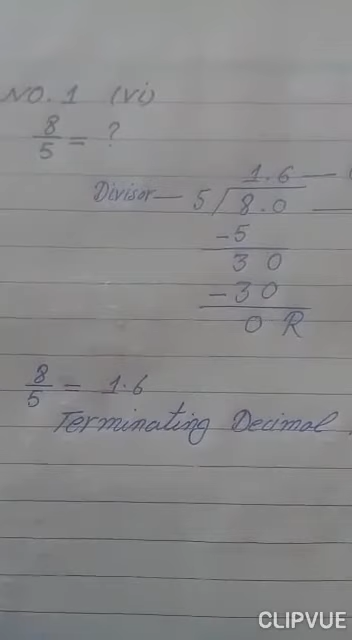 NO. 1 (vi)
8/5 = ?
1.6 —
Divisor — 5 8.0 —
-5
3 0
-3 0
0 R
8/5 = 1.6
Terminating Decimal.
CLIPVUE